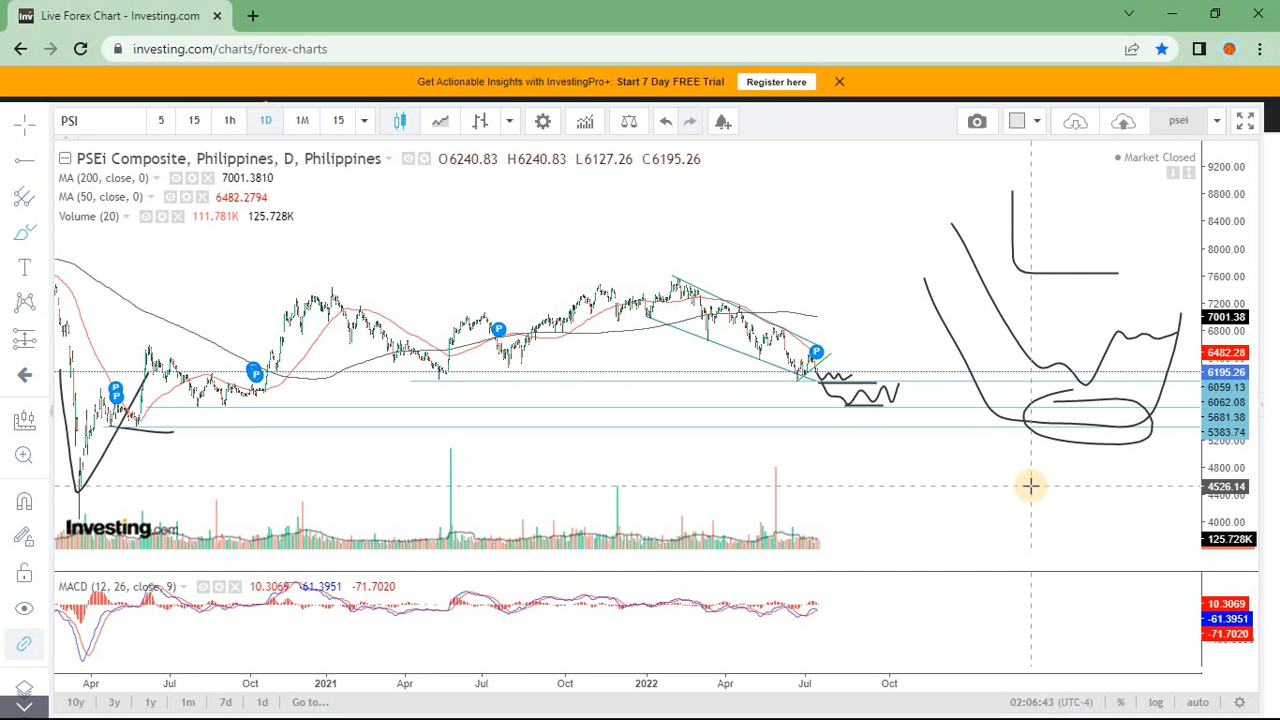 Live Forex Chart - Investing.com
investing.com/charts/forex-charts
Get Actionable Insights with InvestingPro+: Start 7 Day FREE Trial Register here
PSI 5 15 1h 1D 1M 15 psei
PSEi Composite, Philippines, D, Philippines O6240.83 H6240.83 L6127.26 C6195.26
Market Closed
MA (200, close, 0) 7001.3810
MA (50, close, 0) 6482.2794
Volume (20) 111.781K 125.728K
9200.00
8800.00
8400.00
8000.00
7600.00
7200.00
7001.38
6800.00
6482.28
6195.26
6059.13
6062.08
5681.38
5383.74
5200.00
4800.00
4526.14
4400.00
4000.00
125.728K
P
P
P
P
P
Investing.com
MACD (12, 26, close, 9) 10.3069 -61.3951 -71.7020
10.3069
-61.3951
-71.7020
Apr Jul Oct 2021 Apr Jul Oct 2022 Apr Jul Oct
10y 3y 1y 1m 7d 1d Go to... 02:06:43 (UTC-4) % log auto